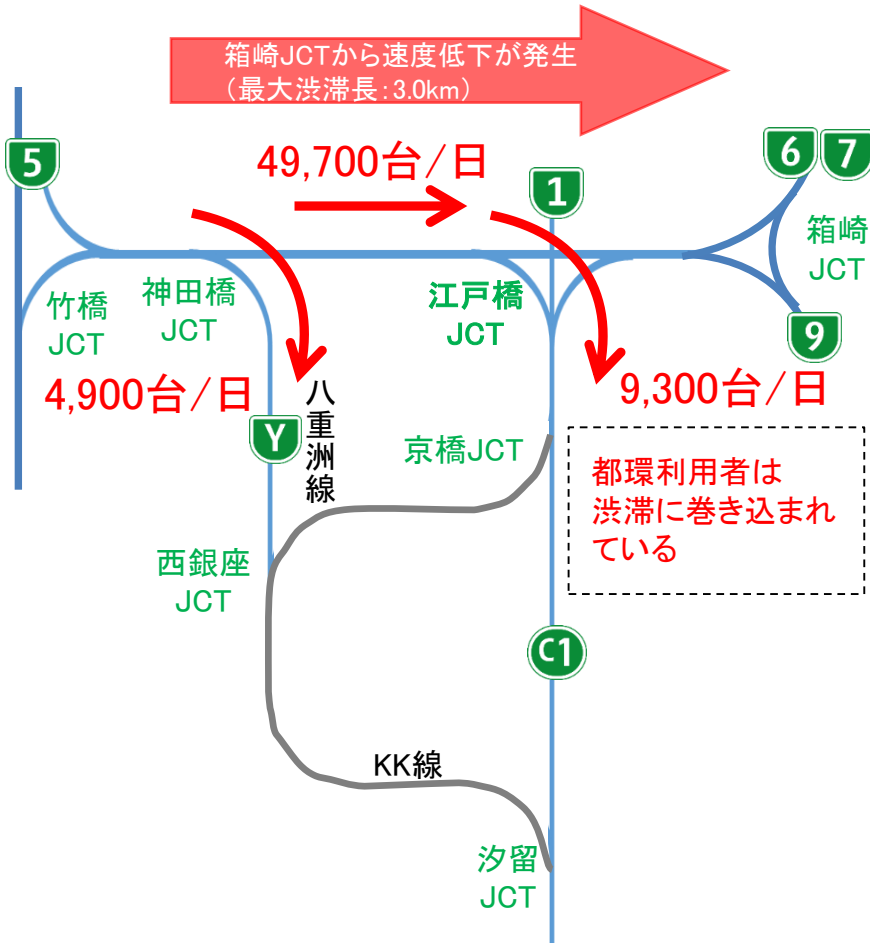 箱崎JCTから速度低下が発生
（最大渋滞長：3.0km）
49,700台/日
5
1
6
7
箱崎
JCT
竹橋
JCT
神田橋
JCT
江戸橋
JCT
9
4,900台/日
9,300台/日
八重洲線
Y
京橋JCT
都環利用者は
渋滞に巻き込まれ
ている
西銀座
JCT
C1
KK線
汐留
JCT